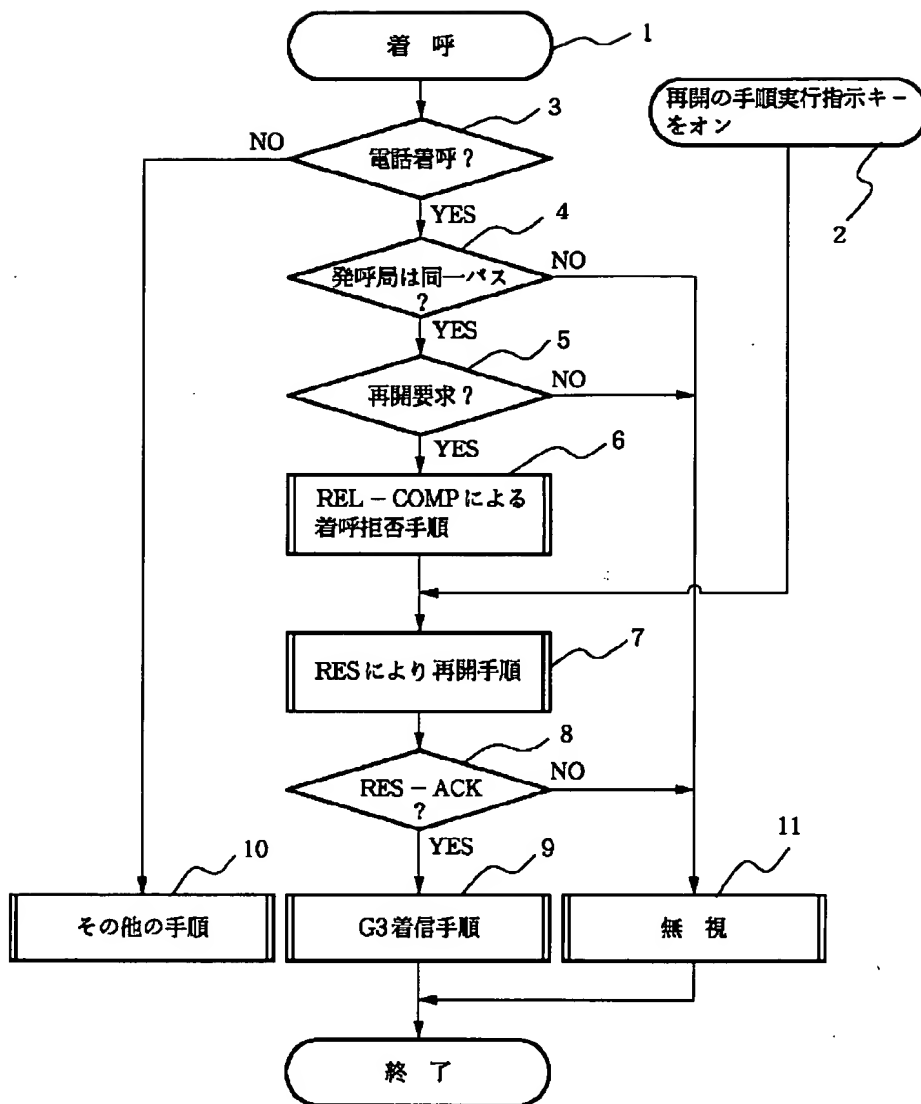 着 呼
1
再開の手順実行指示キー
をオン
2
3
NO
電話着呼？
YES
4
発呼局は同一バス
？
NO
YES
5
再開要求？
NO
YES
6
REL－COMPによる
着呼拒否手順
7
RESにより再開手順
8
RES－ACK
？
NO
YES
10
その他の手順
9
G3着信手順
11
無 視
終 了